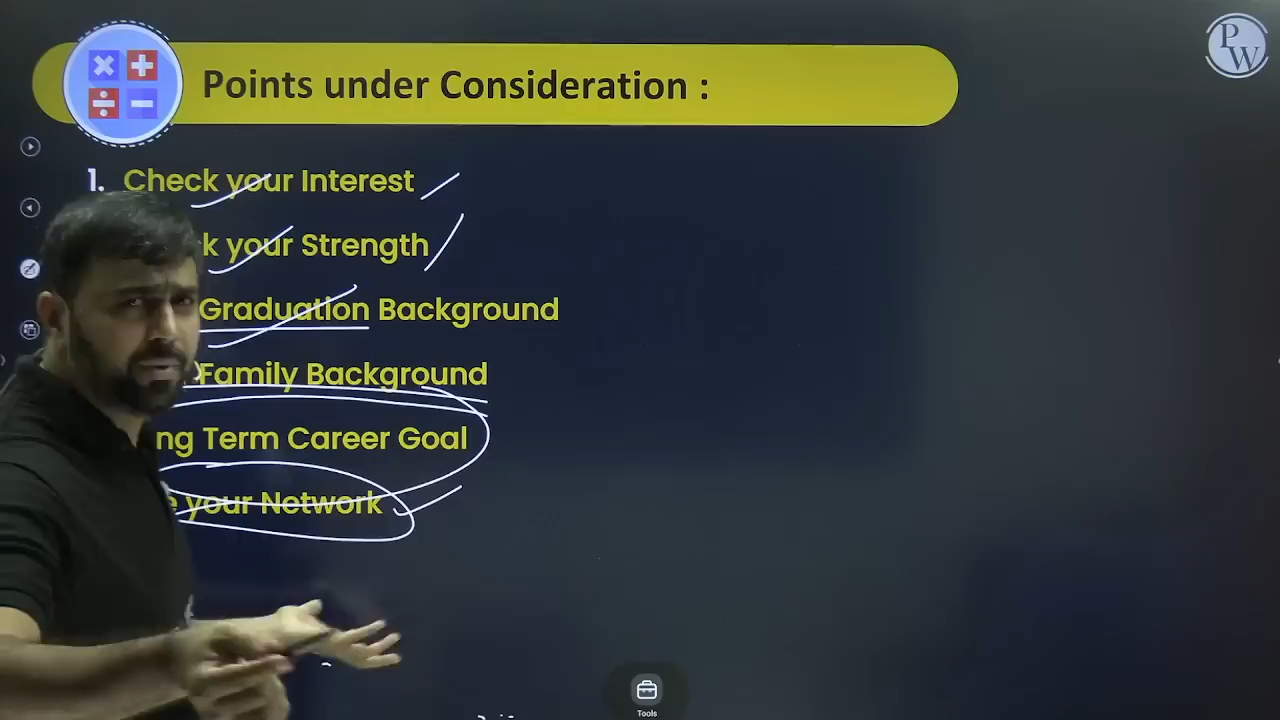 PW
Points under Consideration :
1. Check your Interest
k your Strength
Graduation Background
Family Background
ng Term Career Goal
e your Network
Tools